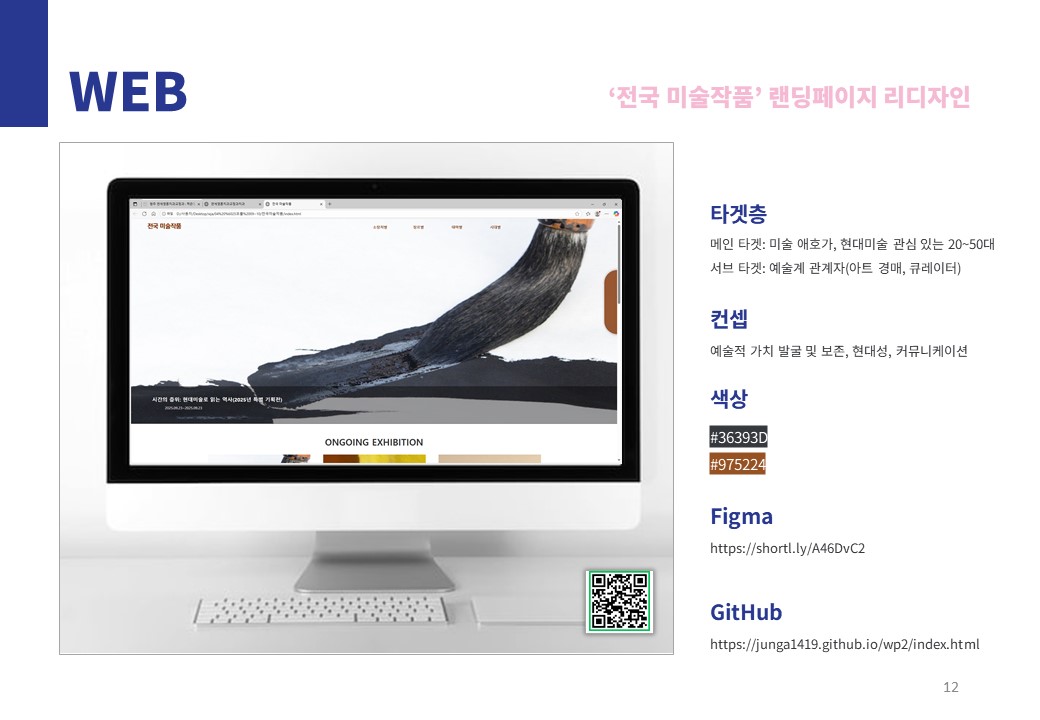 WEB
‘전국 미술작품’ 랜딩페이지 리디자인
전국 미술작품
시간의 층위: 현대미술로 읽는 역사(2025년 특별 기획전)
ONGOING EXHIBITION
타겟층
메인 타겟: 미술 애호가, 현대미술 관심 있는 20~50대
서브 타겟: 예술계 관계자(아트 경매, 큐레이터)
컨셉
예술적 가치 발굴 및 보존, 현대성, 커뮤니케이션
색상
#36393D
#975224
Figma
https://shortl.ly/A46DvC2
GitHub
https://junga1419.github.io/wp2/index.html
12